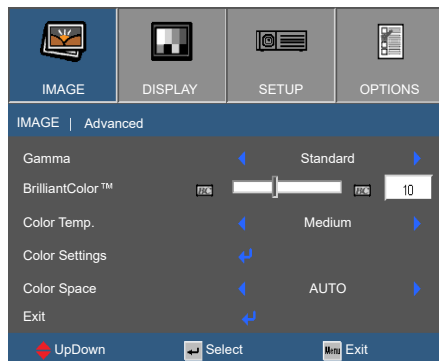 IMAGE DISPLAY SETUP OPTIONS
IMAGE | Advanced
Gamma Standard
BrilliantColor™ 10
Color Temp. Medium
Color Settings
Color Space AUTO
Exit
UpDown Select Menu Exit